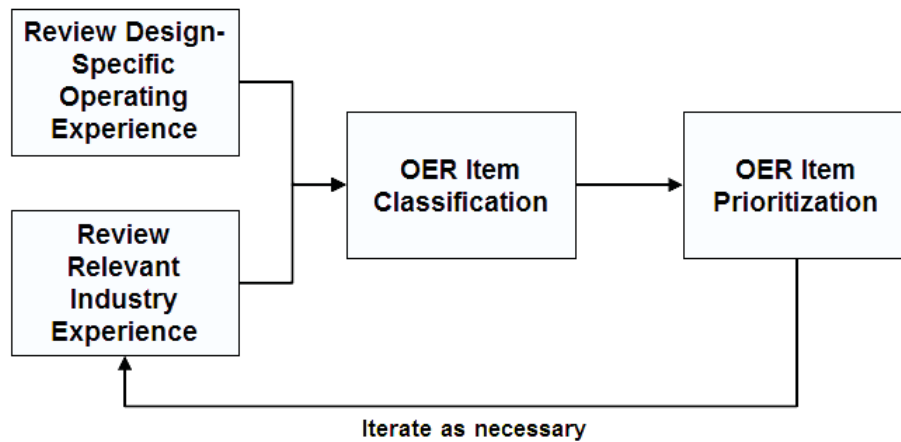 Review Design-
Specific
Operating
Experience
Review
Relevant
Industry
Experience
OER Item
Classification
OER Item
Prioritization
Iterate as necessary